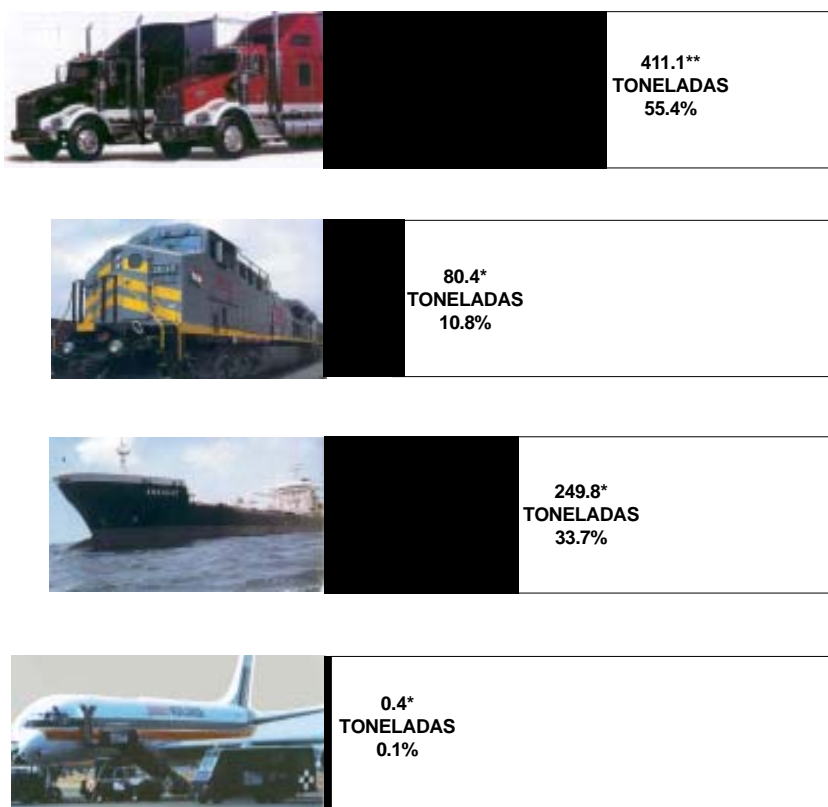 411.1**
TONELADAS
55.4%
80.4*
TONELADAS
10.8%
249.8*
TONELADAS
33.7%
0.4*
TONELADAS
0.1%